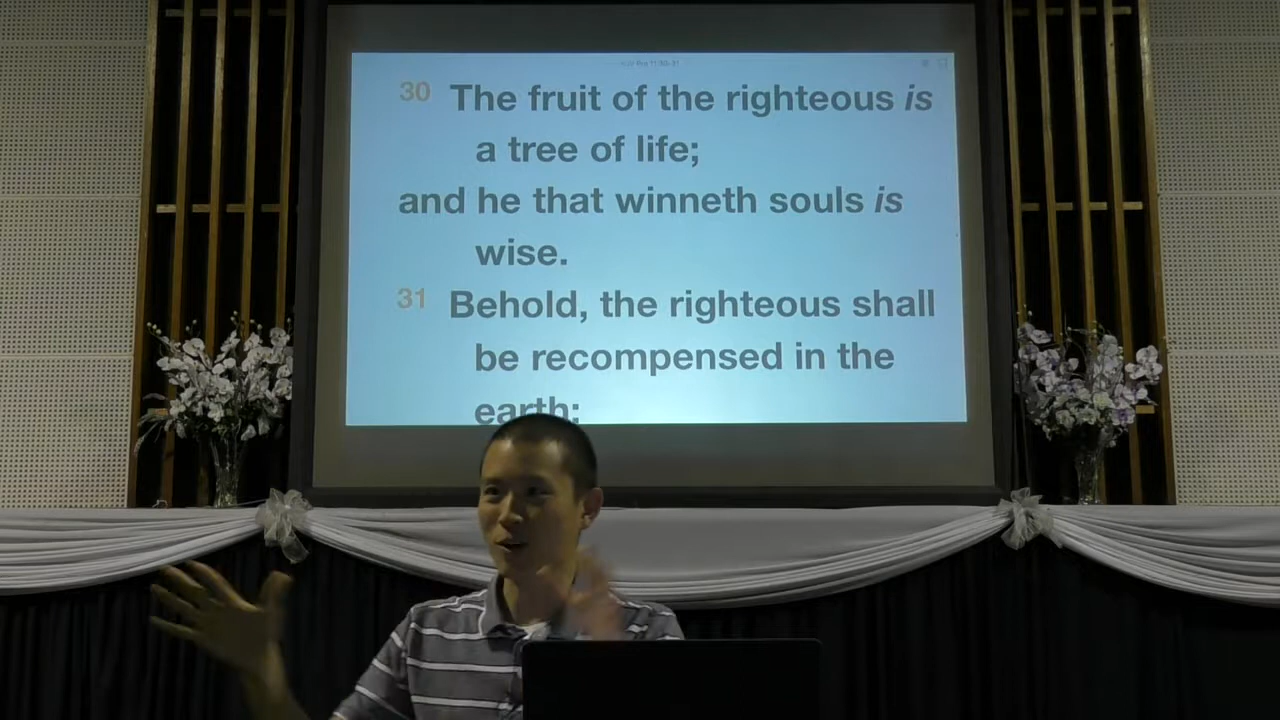 30 The fruit of the righteous is
a tree of life;
and he that winneth souls is
wise.
31 Behold, the righteous shall
be recompensed in the
earth: